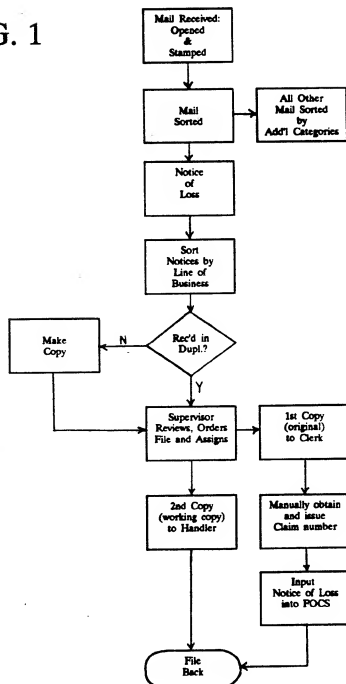 G. 1
Mail Received:
Opened
&
Stamped
Mail
Sorted
All Other
Mail Sorted
by
Add'l Categories
Notice
of
Loss
Sort
Notices by
Line of
Business
Rec'd in
Dupl.?
N
Make
Copy
Y
Supervisor
Reviews, Orders
File and Assigns
1st Copy
(original)
to Clerk
2nd Copy
(working copy)
to Handler
Manually obtain
and issue
Claim number
Input
Notice of Loss
into POCS
File
Back